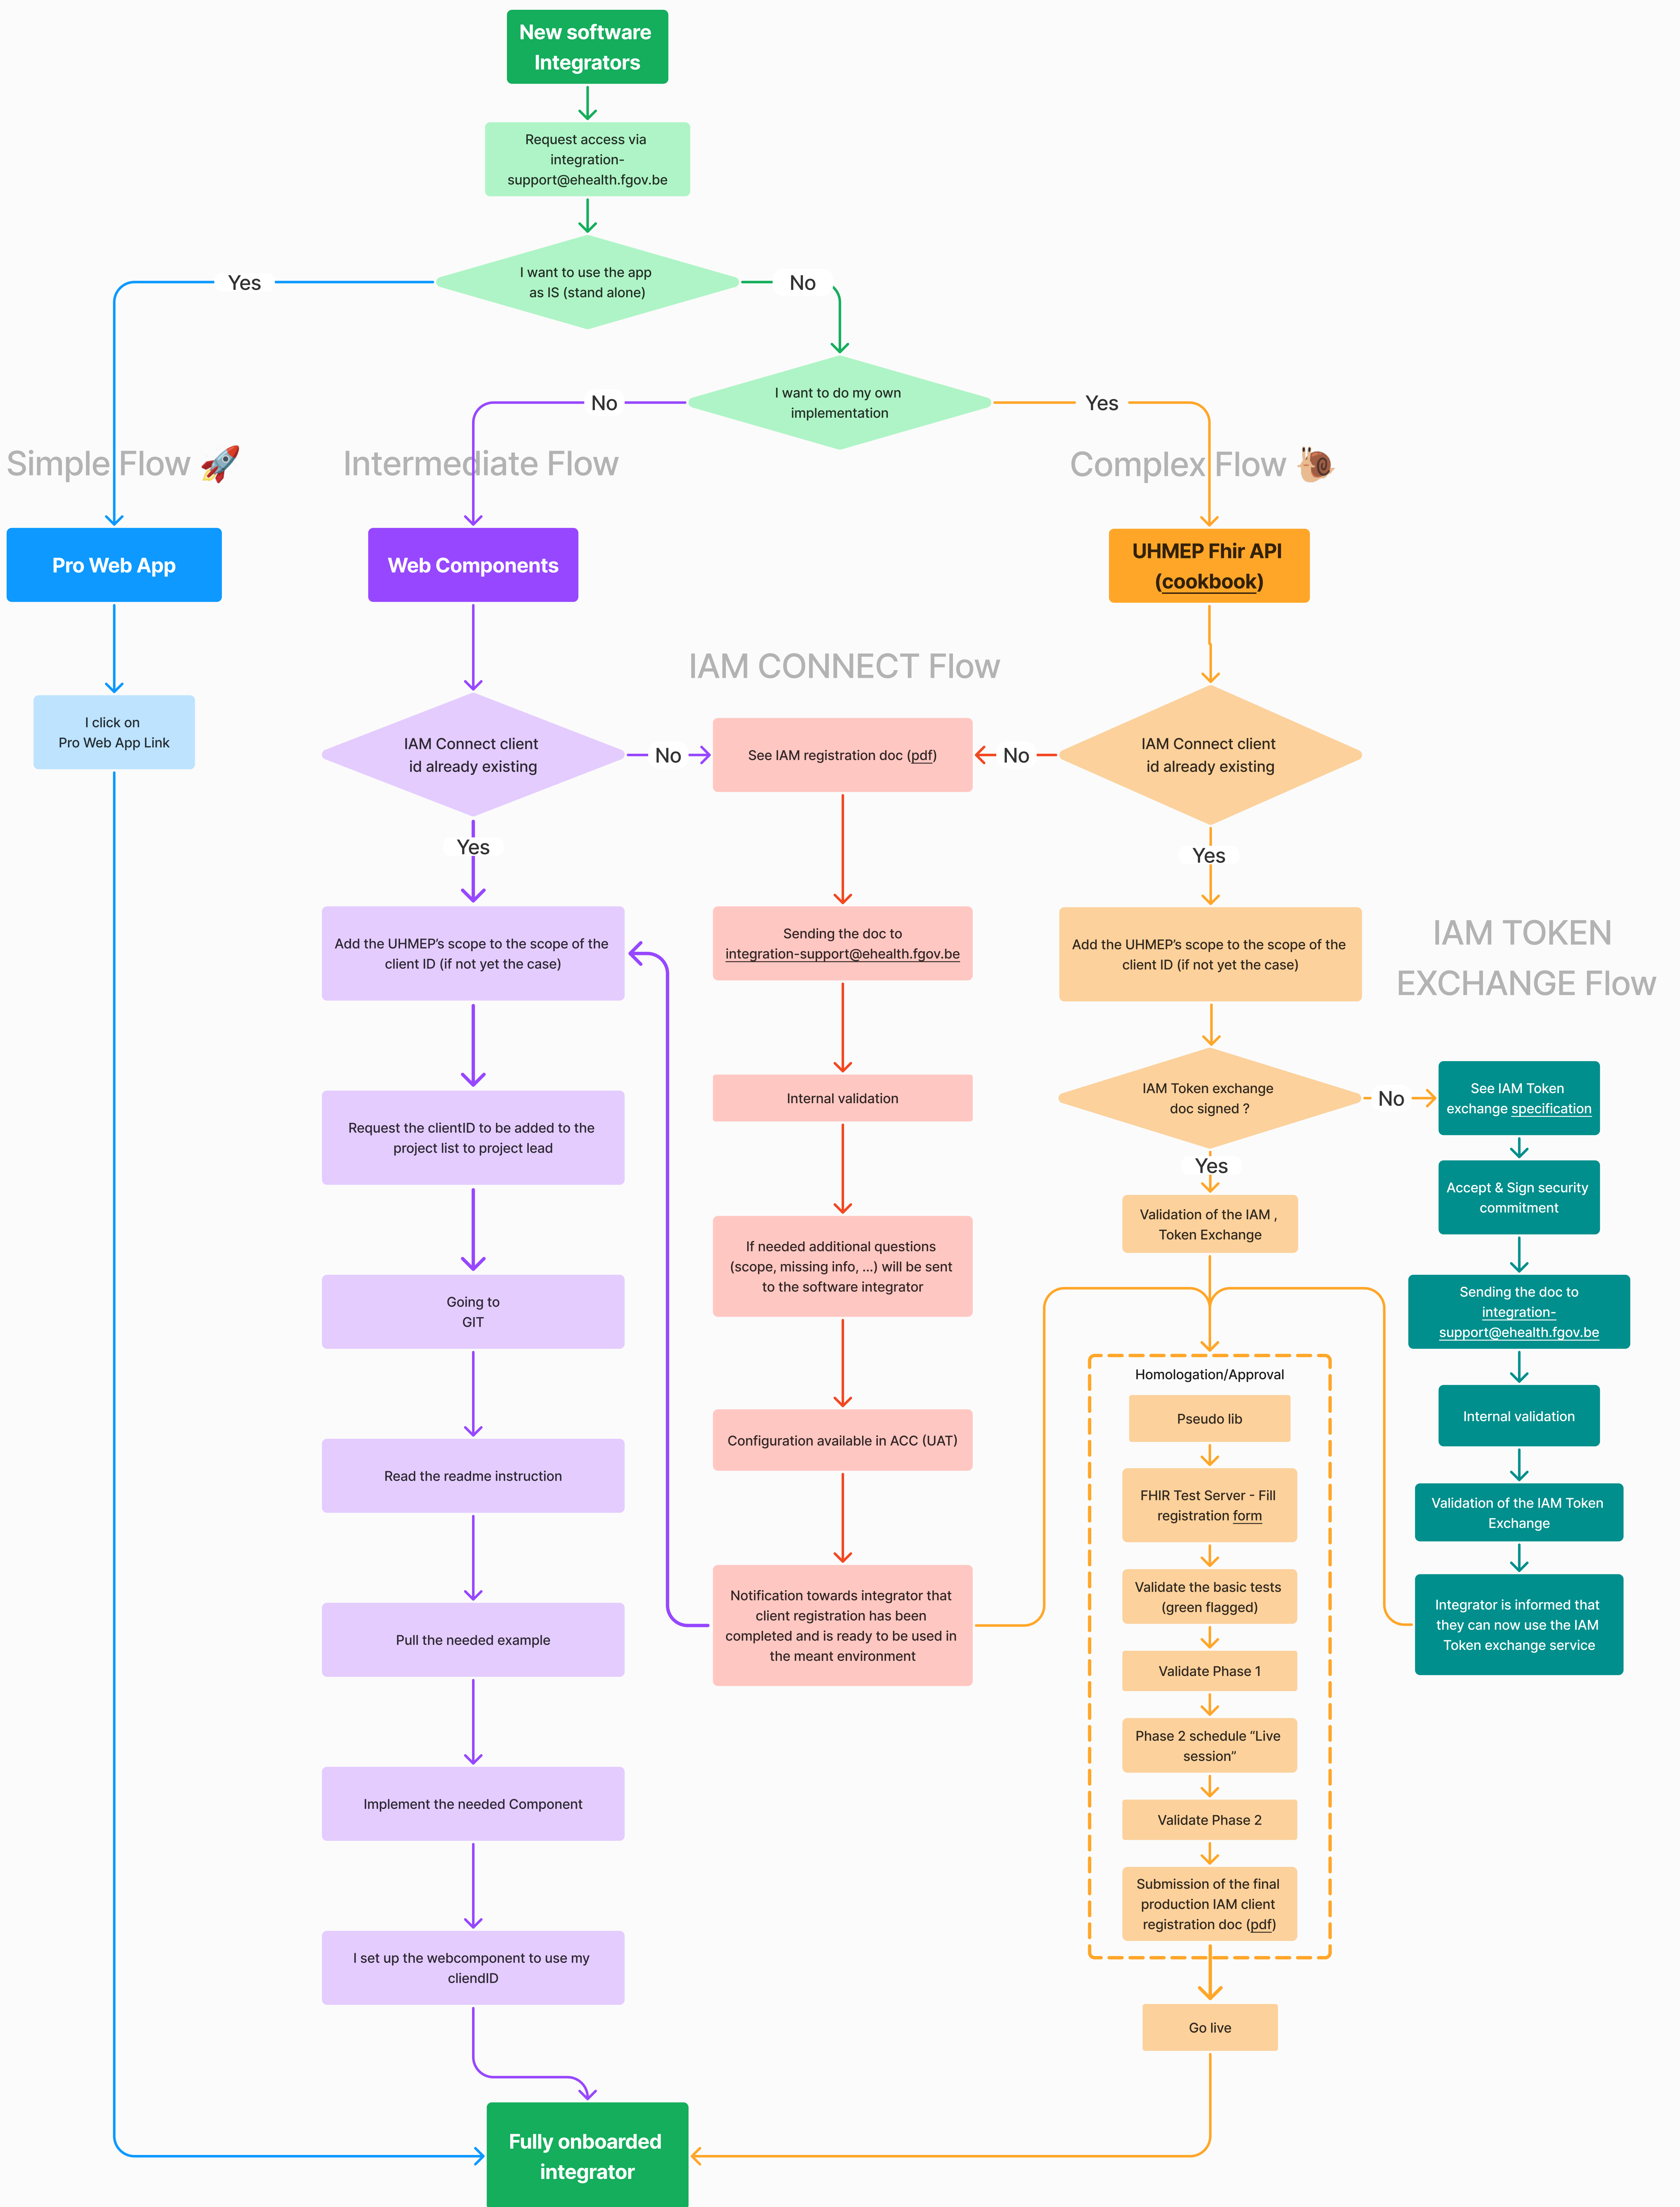 New software
Integrators
Request access via
integration-
support@ehealth.fgov.be
I want to use the app
as IS (stand alone)
Yes
No
I want to do my own
implementation
No
Yes
Simple Flow 🚀
Intermediate Flow
Complex Flow 🐌
Pro Web App
Web Components
UHMEP Fhir API
(cookbook)
I click on
Pro Web App Link
IAM CONNECT Flow
IAM Connect client
id already existing
No
See IAM registration doc (pdf)
No
IAM Connect client
id already existing
Yes
Yes
Add the UHMEP’s scope to the scope of the
client ID (if not yet the case)
Sending the doc to
integration-support@ehealth.fgov.be
Add the UHMEP’s scope to the scope of the
client ID (if not yet the case)
IAM TOKEN
EXCHANGE Flow
Request the clientID to be added to the
project list to project lead
Internal validation
IAM Token exchange
doc signed ?
No
See IAM Token
exchange specification
Yes
Accept & Sign security
commitment
Validation of the IAM ,
Token Exchange
Going to
GIT
If needed additional questions
(scope, missing info, ...) will be sent
to the software integrator
Sending the doc to
integration-
support@ehealth.fgov.be
Homologation/Approval
Pseudo lib
Internal validation
Read the readme instruction
Configuration available in ACC (UAT)
FHIR Test Server - Fill
registration form
Validation of the IAM Token
Exchange
Pull the needed example
Notification towards integrator that
client registration has been
completed and is ready to be used in
the meant environment
Validate the basic tests
(green flagged)
Integrator is informed that
they can now use the IAM
Token exchange service
Validate Phase 1
Phase 2 schedule “Live
session”
Implement the needed Component
Validate Phase 2
Submission of the final
production IAM client
registration doc (pdf)
I set up the webcomponent to use my
cliendID
Go live
Fully onboarded
integrator